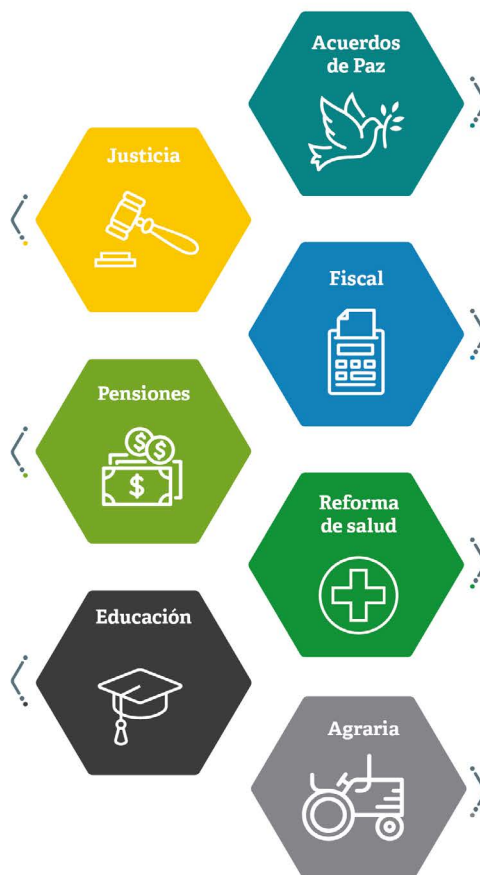 Acuerdos
de Paz
Justicia
Fiscal
Pensiones
$ $
$
Reforma
de salud
Educación
Agraria